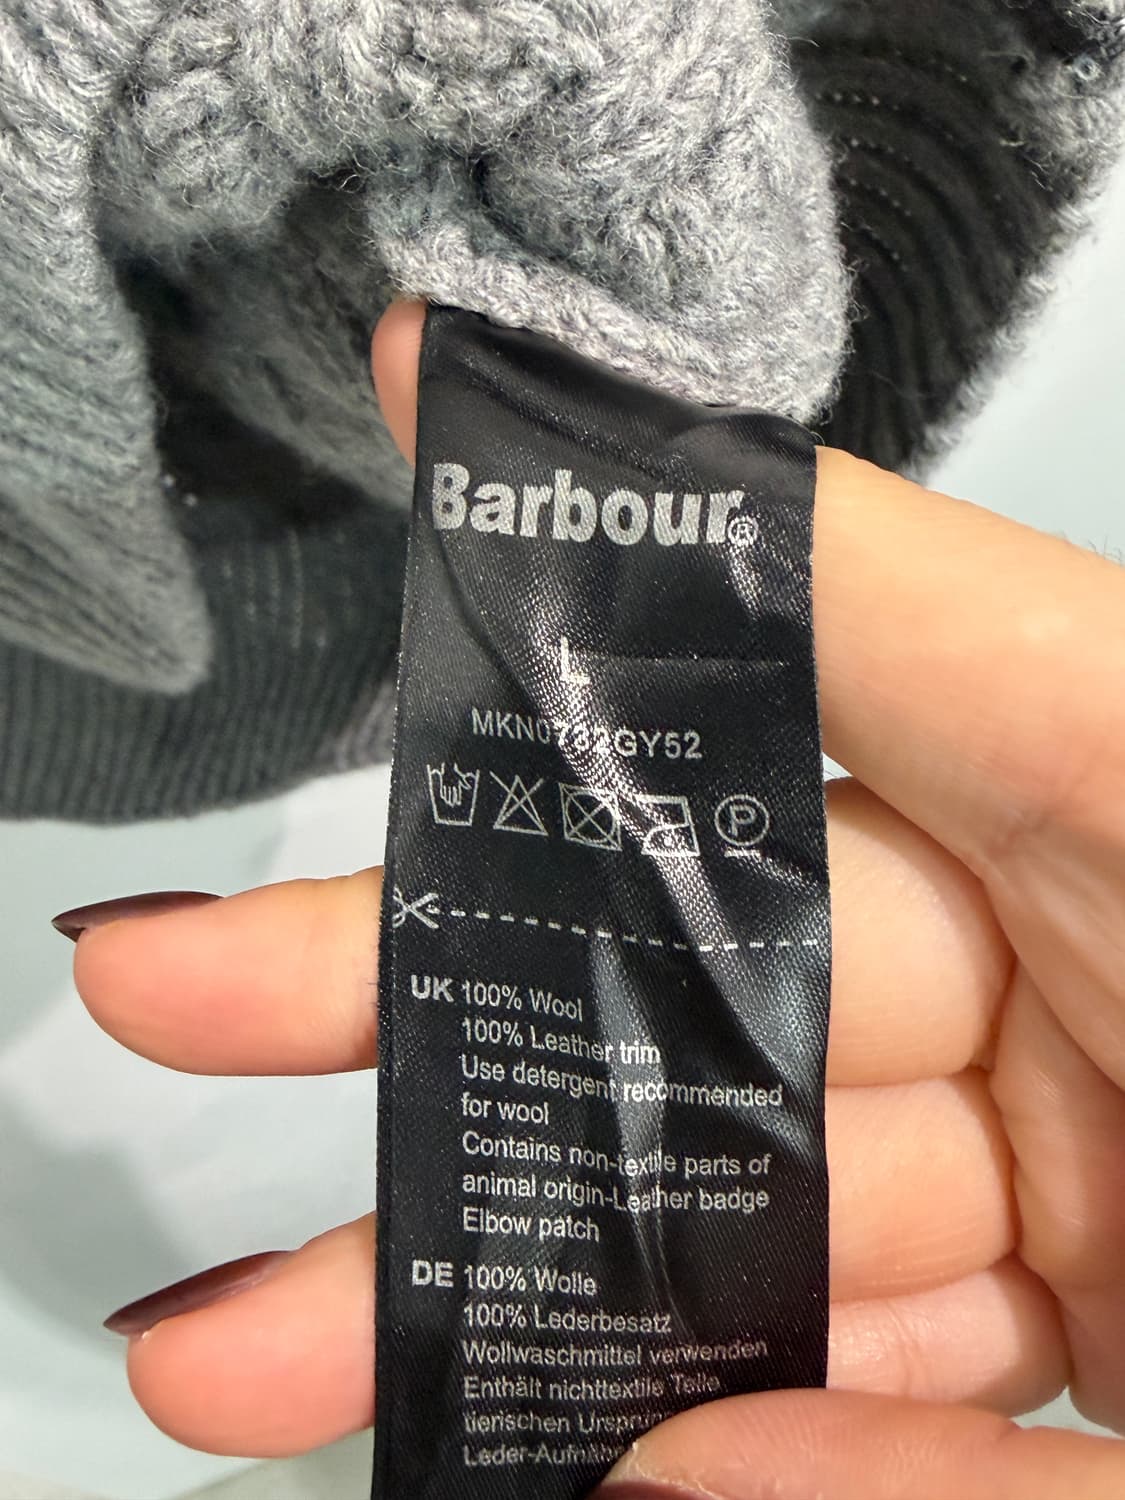 Barbour®
L
MKN0732GY52
P
UK 100% Wool
100% Leather trim
Use detergent recommended
for wool
Contains non-textile parts of
animal origin-Leather badge
Elbow patch
DE 100% Wolle
100% Lederbesatz
Wollwaschmittel verwenden
Enthält nichttextile Teile
tierischen